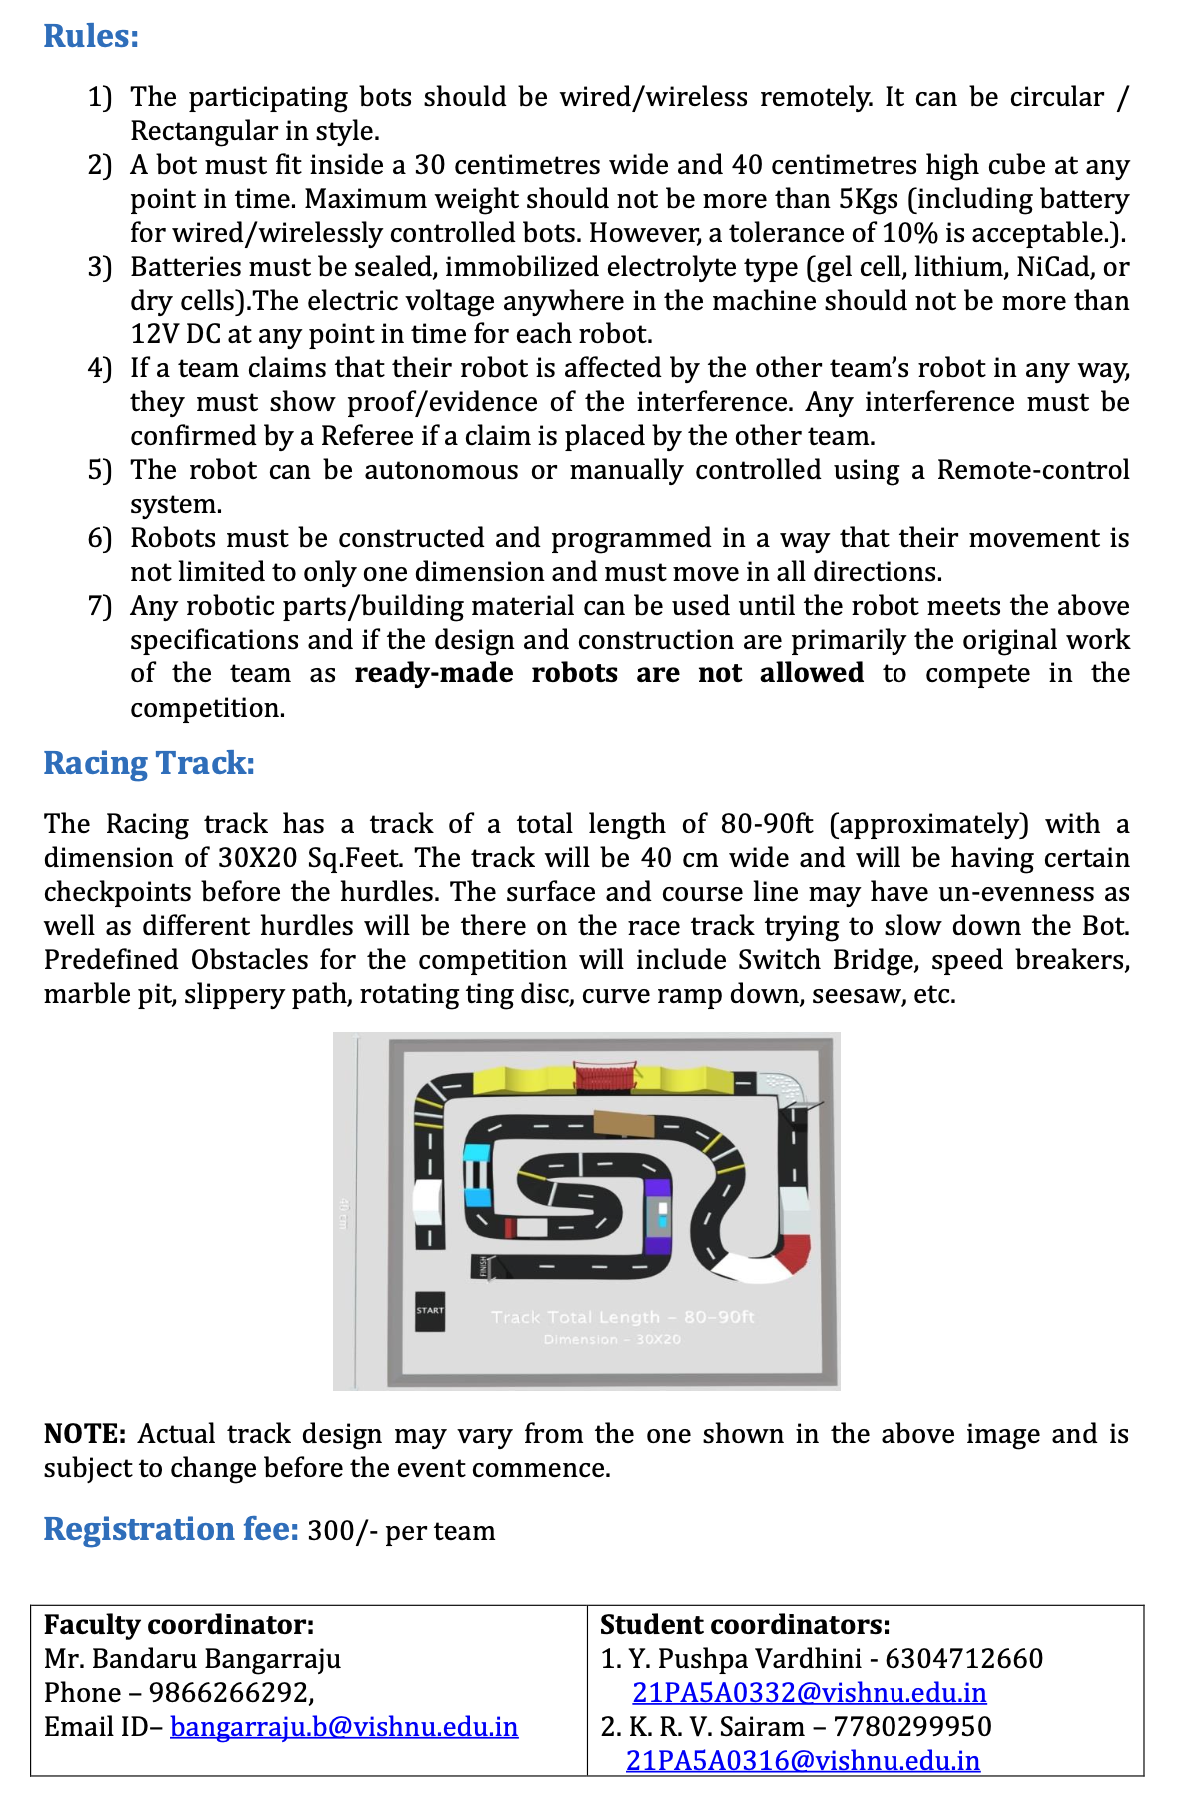 Rules:
1) The participating bots should be wired/wireless remotely. It can be circular /
Rectangular in style.
2) A bot must fit inside a 30 centimetres wide and 40 centimetres high cube at any
point in time. Maximum weight should not be more than 5Kgs (including battery
for wired/wirelessly controlled bots. However, a tolerance of 10% is acceptable.).
3) Batteries must be sealed, immobilized electrolyte type (gel cell, lithium, NiCad, or
dry cells).The electric voltage anywhere in the machine should not be more than
12V DC at any point in time for each robot.
4) If a team claims that their robot is affected by the other team’s robot in any way,
they must show proof/evidence of the interference. Any interference must be
confirmed by a Referee if a claim is placed by the other team.
5) The robot can be autonomous or manually controlled using a Remote-control
system.
6) Robots must be constructed and programmed in a way that their movement is
not limited to only one dimension and must move in all directions.
7) Any robotic parts/building material can be used until the robot meets the above
specifications and if the design and construction are primarily the original work
of the team as ready-made robots are not allowed to compete in the
competition.
Racing Track:
The Racing track has a track of a total length of 80-90ft (approximately) with a
dimension of 30X20 Sq.Feet. The track will be 40 cm wide and will be having certain
checkpoints before the hurdles. The surface and course line may have un-evenness as
well as different hurdles will be there on the race track trying to slow down the Bot.
Predefined Obstacles for the competition will include Switch Bridge, speed breakers,
marble pit, slippery path, rotating ting disc, curve ramp down, seesaw, etc.
FINISH
START
Track Total Length - 80-90ft
Dimension - 30X20
NOTE: Actual track design may vary from the one shown in the above image and is
subject to change before the event commence.
Registration fee: 300/- per team
Faculty coordinator:
Mr. Bandaru Bangarraju
Phone – 9866266292,
Email ID– bangarraju.b@vishnu.edu.in
Student coordinators:
1. Y. Pushpa Vardhini - 6304712660
21PA5A0332@vishnu.edu.in
2. K. R. V. Sairam – 7780299950
21PA5A0316@vishnu.edu.in